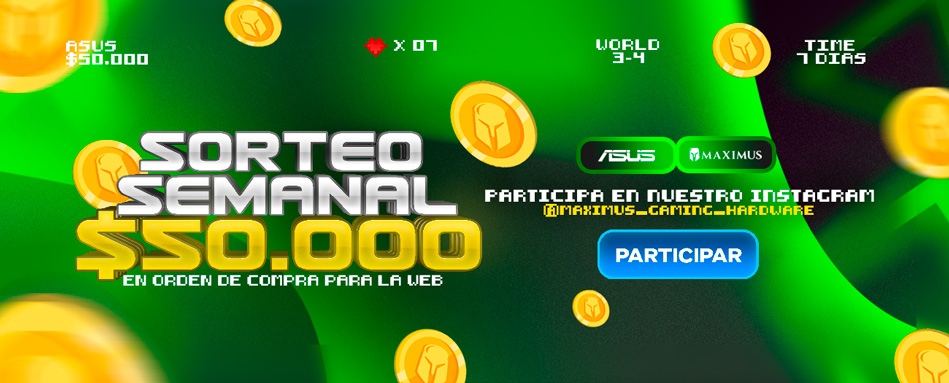 ASUS
$50.000
X 07
WORLD
3-4
TIME
7 DIAS
SORTEO
SEMANAL
$50.000
EN ORDEN DE COMPRA PARA LA WEB
ASUS MAXIMUS
PARTICIPA EN NUESTRO INSTAGRAM
@MAXIMUS_GAMING_HARDWARE
PARTICIPAR